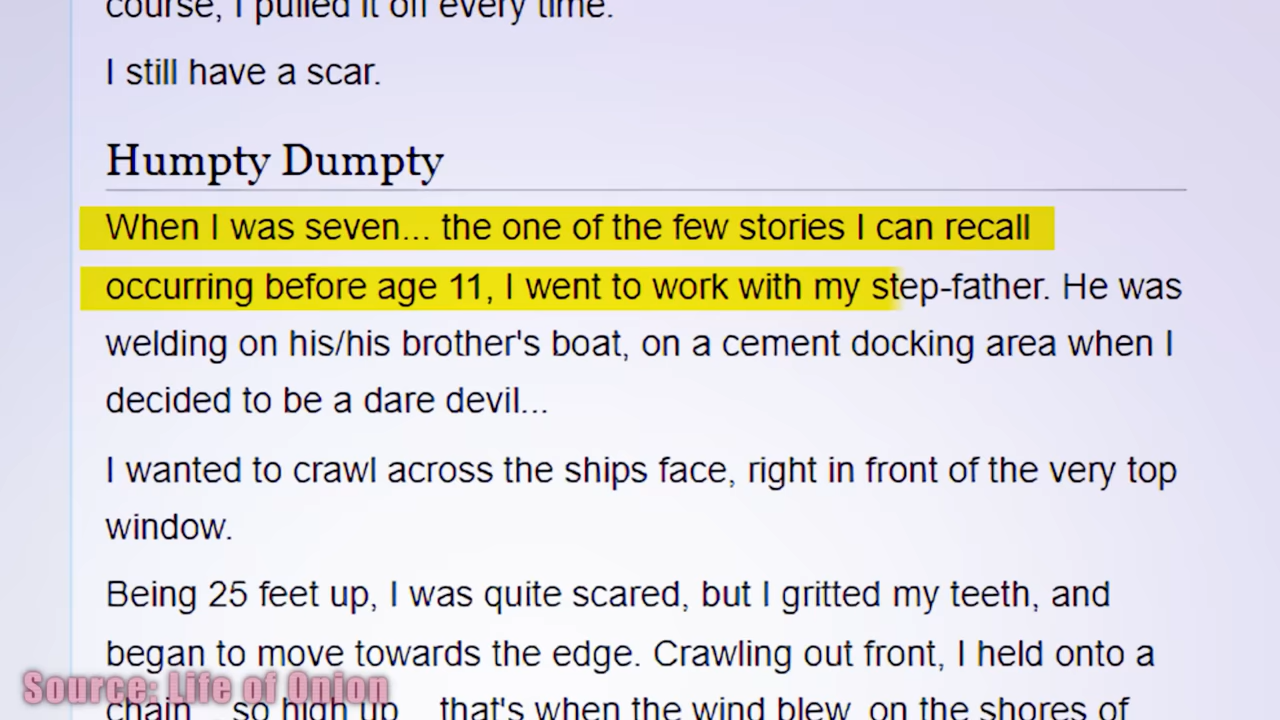 course, I pulled it off every time.
I still have a scar.
Humpty Dumpty
When I was seven... the one of the few stories I can recall
occurring before age 11, I went to work with my step-father. He was
welding on his/his brother's boat, on a cement docking area when I
decided to be a dare devil...
I wanted to crawl across the ships face, right in front of the very top
window.
Being 25 feet up, I was quite scared, but I gritted my teeth, and
began to move towards the edge. Crawling out front, I held onto a
Source: Life of Onion
chain... so high up... that's when the wind blew, on the shores of